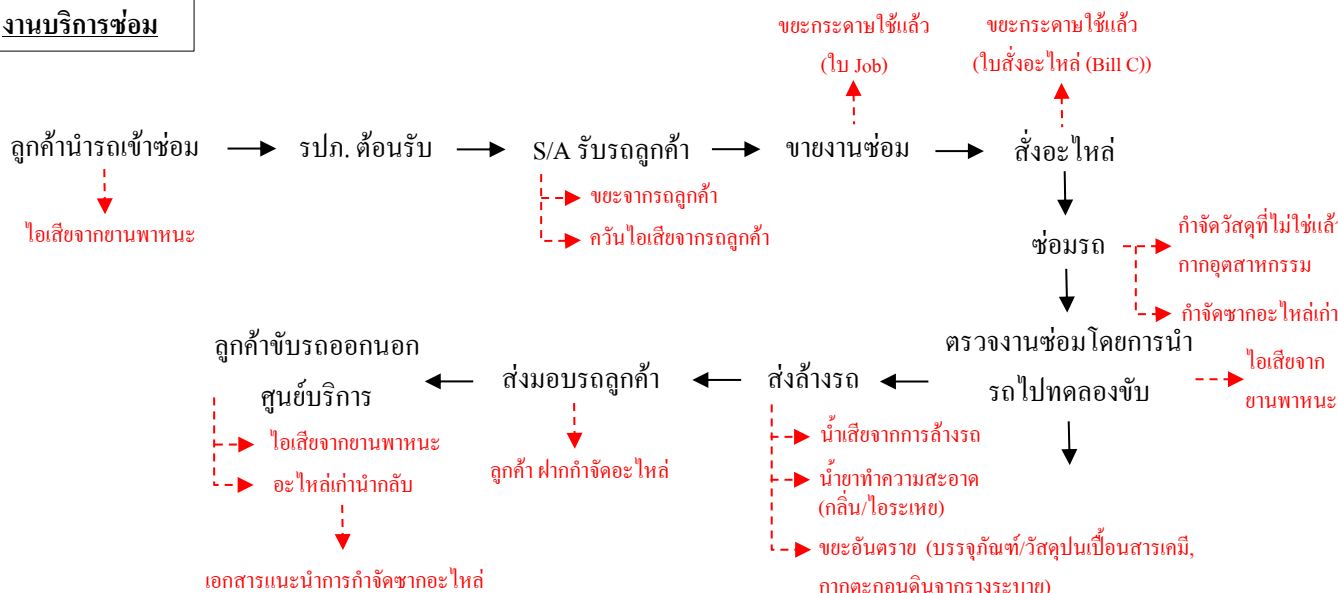 งานบริการซ่อม
ขยะกระดาษใช้แล้ว
(ใบ Job)
ขยะกระดาษใช้แล้ว
(ใบสั่งอะไหล่ (Bill C))
ลูกค้านำรถเข้าซ่อม
รปภ. ต้อนรับ
S/A รับรถลูกค้า
ขายงานซ่อม
สั่งอะไหล่
ไอเสียจากยานพาหนะ
ขยะจากรถลูกค้า
ควันไอเสียจากรถลูกค้า
ซ่อมรถ
กำจัดวัสดุที่ไม่ใช่แล้ว
กากอุตสาหกรรม
กำจัดซากอะไหล่เก่า
ตรวจงานซ่อมโดยการนำ
รถไปทดลองขับ
ไอเสียจาก
ยานพาหนะ
ส่งล้างรถ
ส่งมอบรถลูกค้า
ลูกค้าขับรถออกนอก
ศูนย์บริการ
น้ำเสียจากการล้างรถ
น้ำยาทำความสะอาด
(กลิ่น/ไอระเหย)
ขยะอันตราย (บรรจุภัณฑ์/วัสดุปนเปื้อนสารเคมี,
กากตะกอนดินจากรางระบาย)
ลูกค้า ฝากกำจัดอะไหล่
ไอเสียจากยานพาหนะ
อะไหล่เก่านำกลับ
เอกสารแนะนำการกำจัดซากอะไหล่